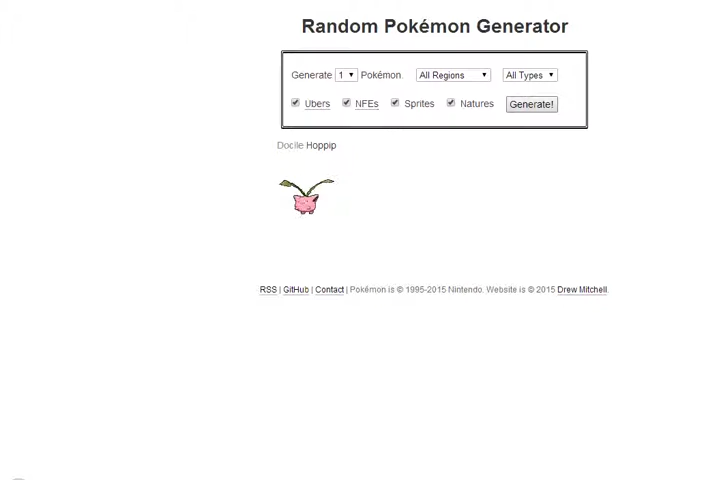 Random Pokémon Generator
Generate 1 Pokémon. All Regions All Types
Ubers NFEs Sprites Natures Generate!
Docile Hoppip
RSS | GitHub | Contact | Pokémon is © 1995-2015 Nintendo. Website is © 2015 Drew Mitchell.